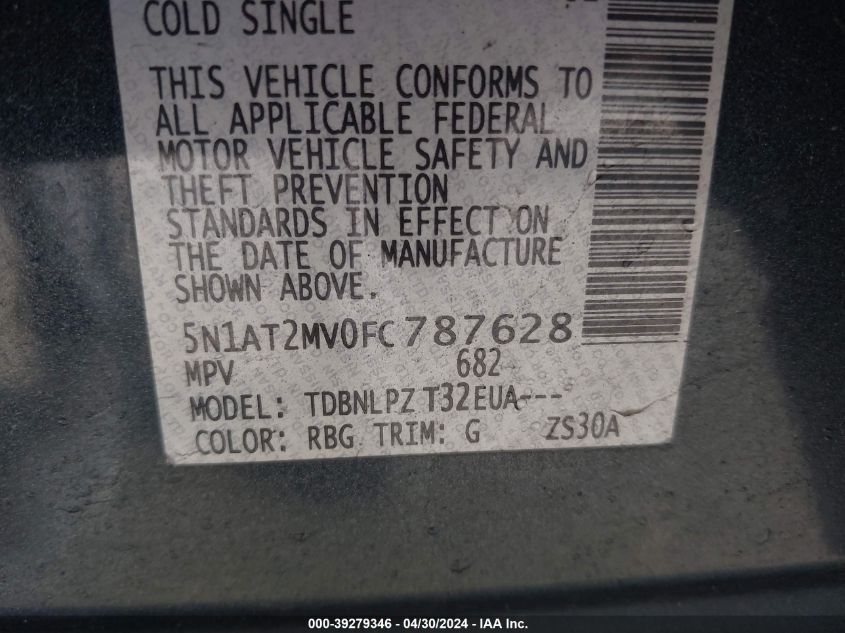 COLD SINGLE
THIS VEHICLE CONFORMS TO
ALL APPLICABLE FEDERAL
MOTOR VEHICLE SAFETY AND
THEFT PREVENTION
STANDARDS IN EFFECT ON
THE DATE OF MANUFACTURE
SHOWN ABOVE.
5N1AT2MV0FC787628
MPV 682
MODEL: TDBNLPZ T32EUA---
COLOR: RBG TRIM: G ZS30A
000-39279346 - 04/30/2024 - IAA Inc.